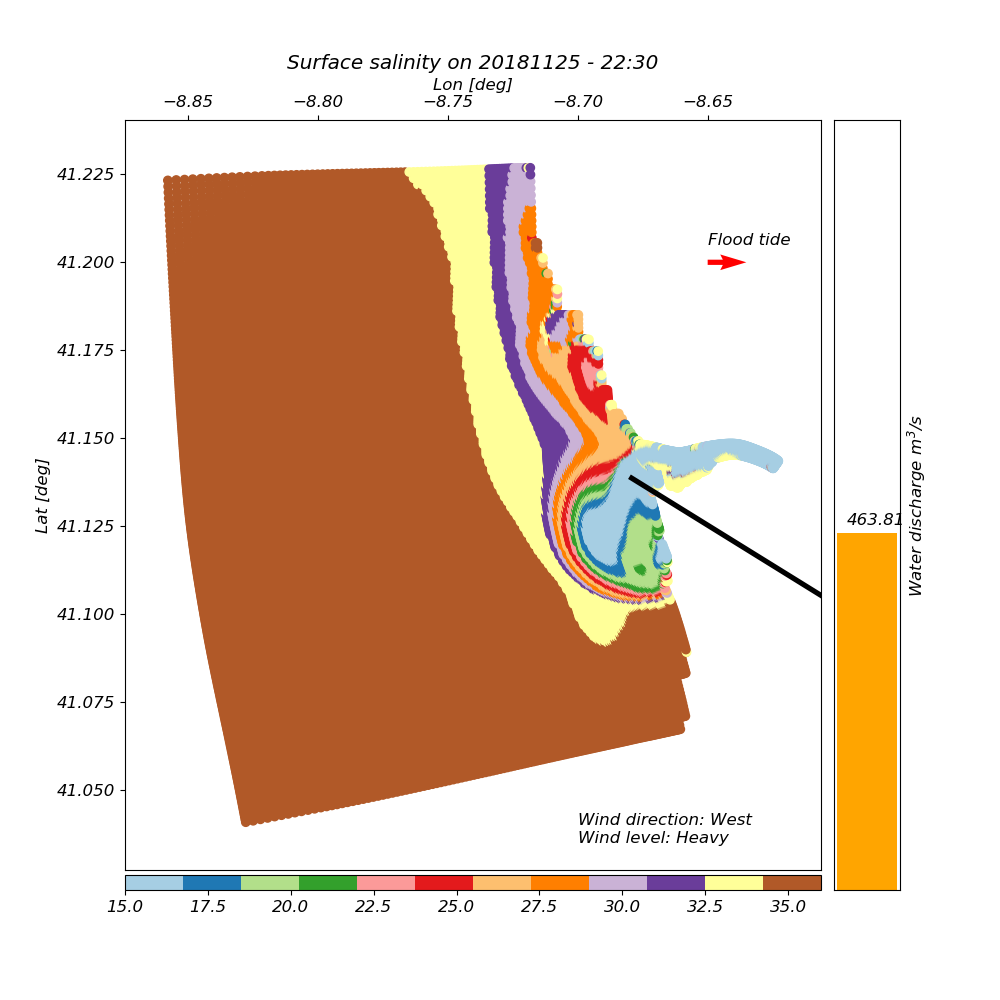 Surface salinity on 20181125 - 22:30
Lon [deg]
−8.85 −8.80 −8.75 −8.70 −8.65
41.225
41.200
41.175
41.150
41.125
41.100
41.075
41.050
Lat [deg]
Flood tide
Wind direction: West
Wind level: Heavy
463.81
Water discharge m³/s
15.0 17.5 20.0 22.5 25.0 27.5 30.0 32.5 35.0